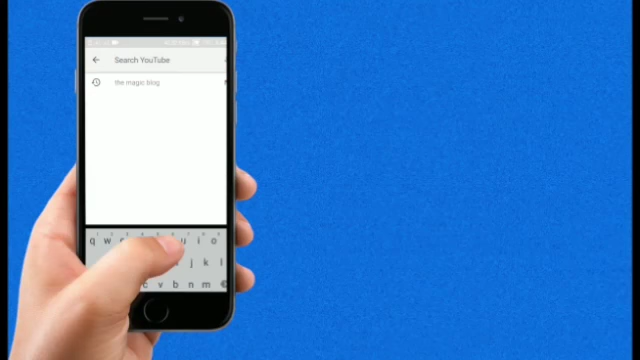 Search YouTube
the magic blog
q w u i o
j k l
c v b n m